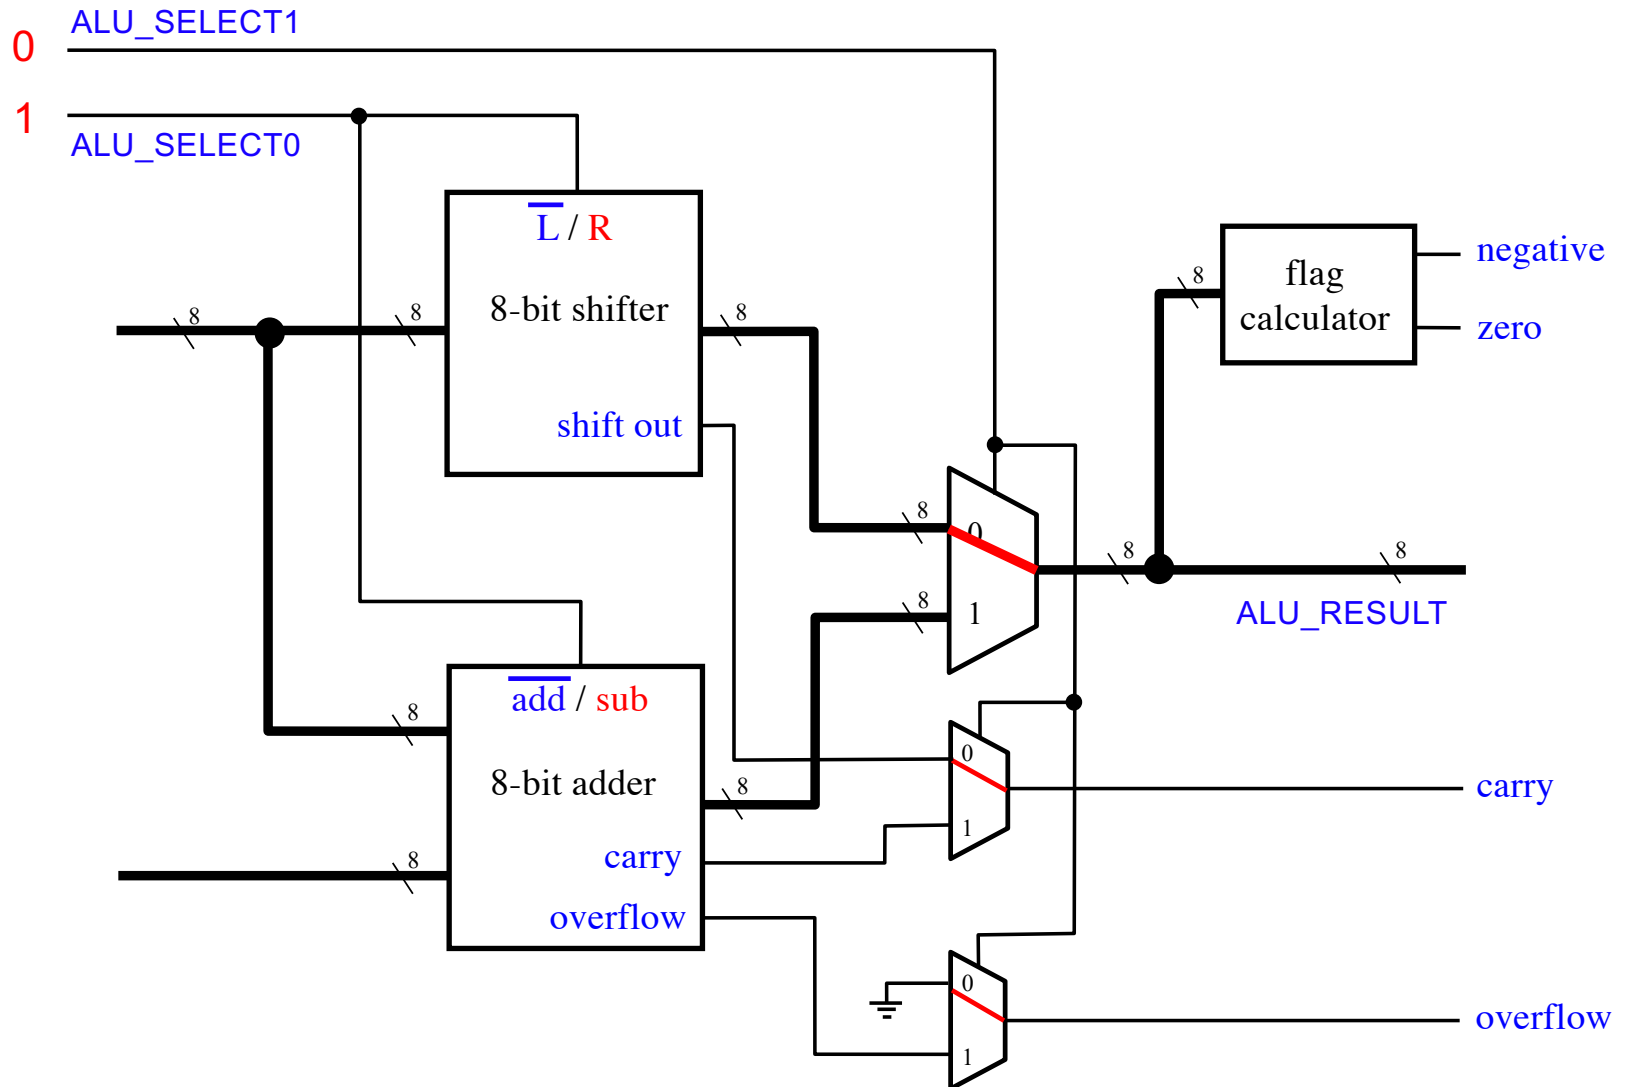 ALU_SELECT1
0
1
ALU_SELECT0
L / R
8-bit shifter
8
8
8
shift out
flag
calculator
8
negative
zero
8
0
8
1
8
8
ALU_RESULT
add / sub
8-bit adder
8
8
8
carry
overflow
0
1
carry
0
1
overflow